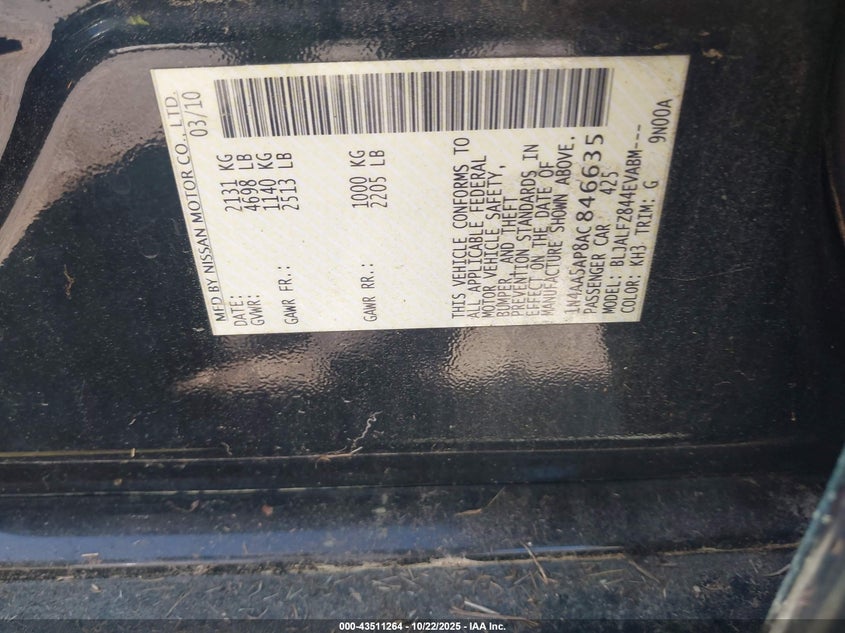 MFD BY NISSAN MOTOR CO., LTD.
DATE: 03/10
GVWR: 2131 KG
4698 LB
GAWR FR.: 1140 KG
2513 LB
GAWR RR.: 1000 KG
2205 LB
THIS VEHICLE CONFORMS TO
ALL APPLICABLE FEDERAL
MOTOR VEHICLE SAFETY,
BUMPER, AND THEFT
PREVENTION STANDARDS IN
EFFECT ON THE DATE OF
MANUFACTURE SHOWN ABOVE.
1N4AA5AP8AC846635
PASSENGER CAR 425
MODEL: BLJALFZ844EVABM---
COLOR: KH3 TRIM: G 9N00A
000-43511264 - 10/22/2025 - IAA Inc.